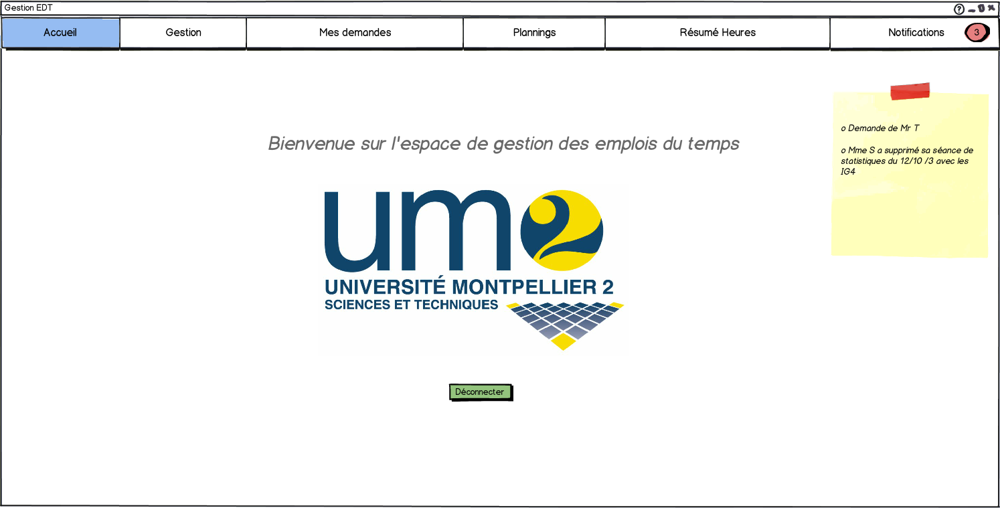 Gestion EDT
?
Accueil
Gestion
Mes demandes
Plannings
Résumé Heures
Notifications
3
o Demande de Mr T
o Mme S a supprimé sa séance de
statistiques du 12/10 /3 avec les
IG4
Bienvenue sur l'espace de gestion des emplois du temps
um2
UNIVERSITÉ MONTPELLIER 2
SCIENCES ET TECHNIQUES
Déconnecter